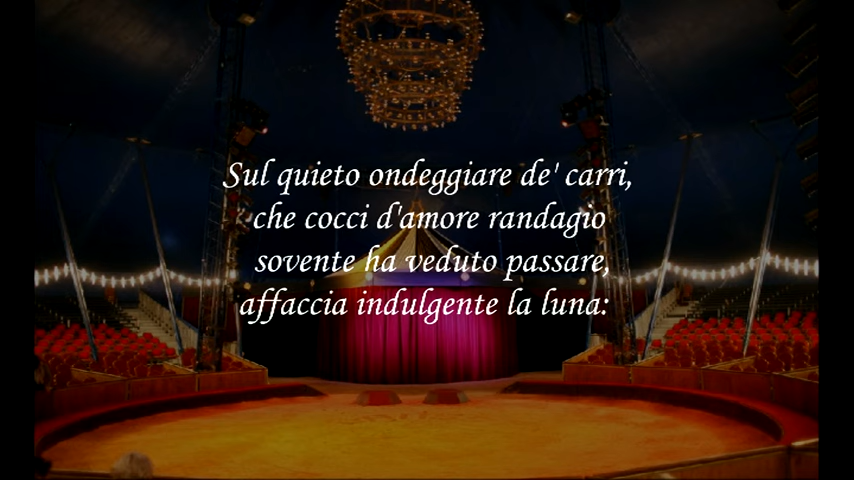 Sul quieto ondeggiare de' carri,
che cocci d'amore randagio
sovente ha veduto passare,
affaccia indulgente la luna: